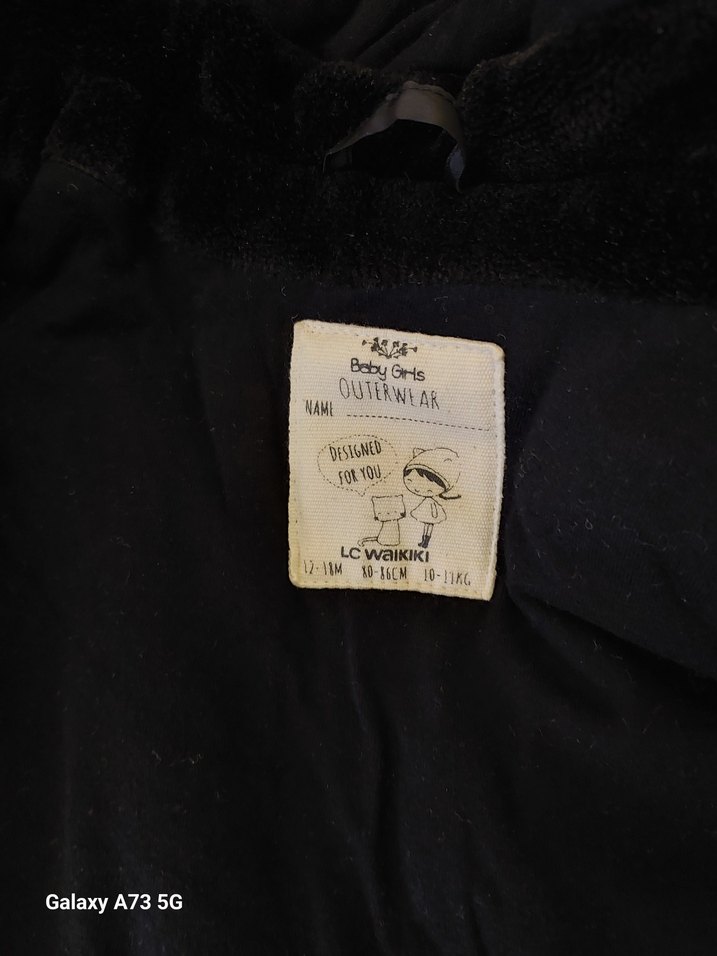 Baby Girls
OUTERWEAR
NAME
DESIGNED
FOR YOU
LC WAIKIKI
12-18M 80-86CM 10-11KG
Galaxy A73 5G